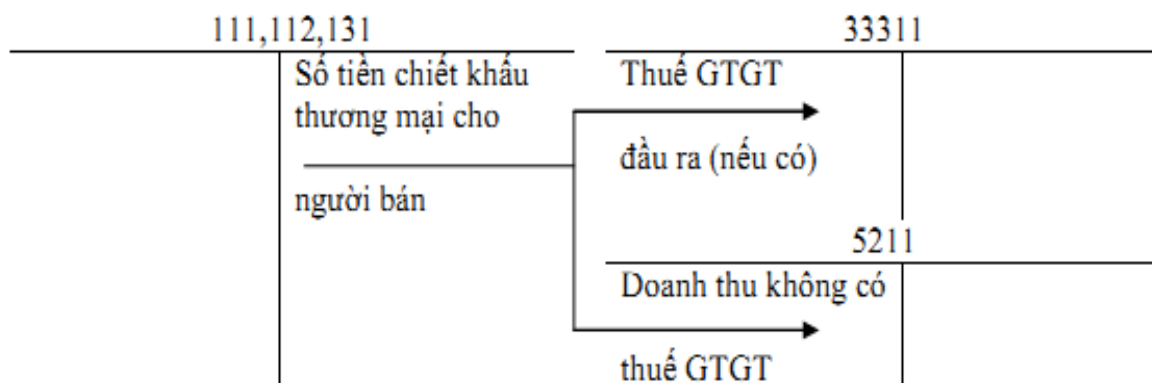 111,112,131
Số tiền chiết khấu
thương mại cho
người bán
33311
Thuế GTGT
đầu ra (nếu có)
5211
Doanh thu không có
thuế GTGT